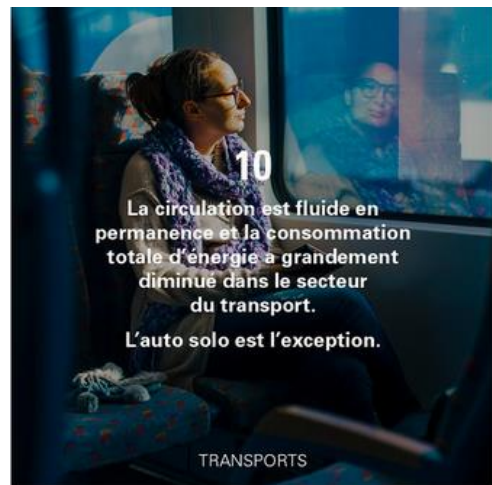 10
La circulation est fluide en
permanence et la consommation
totale d'énergie a grandement
diminué dans le secteur
du transport.
L'auto solo est l'exception.
TRANSPORTS